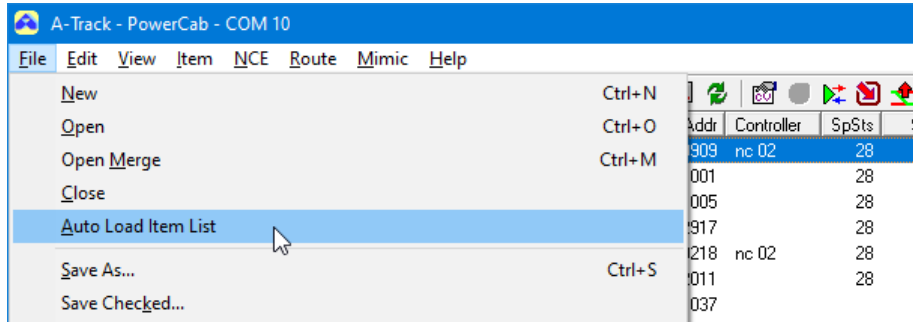 A-Track - PowerCab - COM 10
File Edit View Item NCE Route Mimic Help
New Ctrl+N
Open Ctrl+O Addr Controller SpSts
Open Merge Ctrl+M 909 nc 02 28
Close 001 28
005 28
Auto Load Item List 917 28
218 nc 02 28
Save As... Ctrl+S 011 28
Save Checked... 037